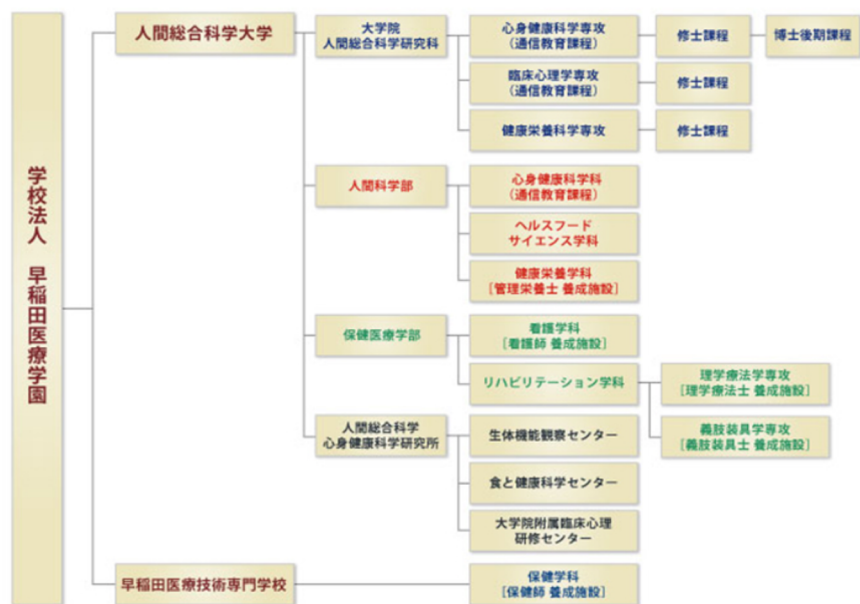 学校法人 早稲田医療学園
人間総合科学大学
大学院
人間総合科学研究科
心身健康科学専攻
(通信教育課程)
修士課程
博士後期課程
臨床心理学専攻
(通信教育課程)
修士課程
健康栄養科学専攻
修士課程
人間科学部
心身健康科学科
(通信教育課程)
ヘルスフード
サイエンス学科
健康栄養学科
[管理栄養士 養成施設]
保健医療学部
看護学科
[看護師 養成施設]
リハビリテーション学科
理学療法学専攻
[理学療法士 養成施設]
義肢装具学専攻
[義肢装具士 養成施設]
人間総合科学
心身健康科学研究所
生体機能観察センター
食と健康科学センター
大学院附属臨床心理
研修センター
早稲田医療技術専門学校
保健学科
[保健師 養成施設]